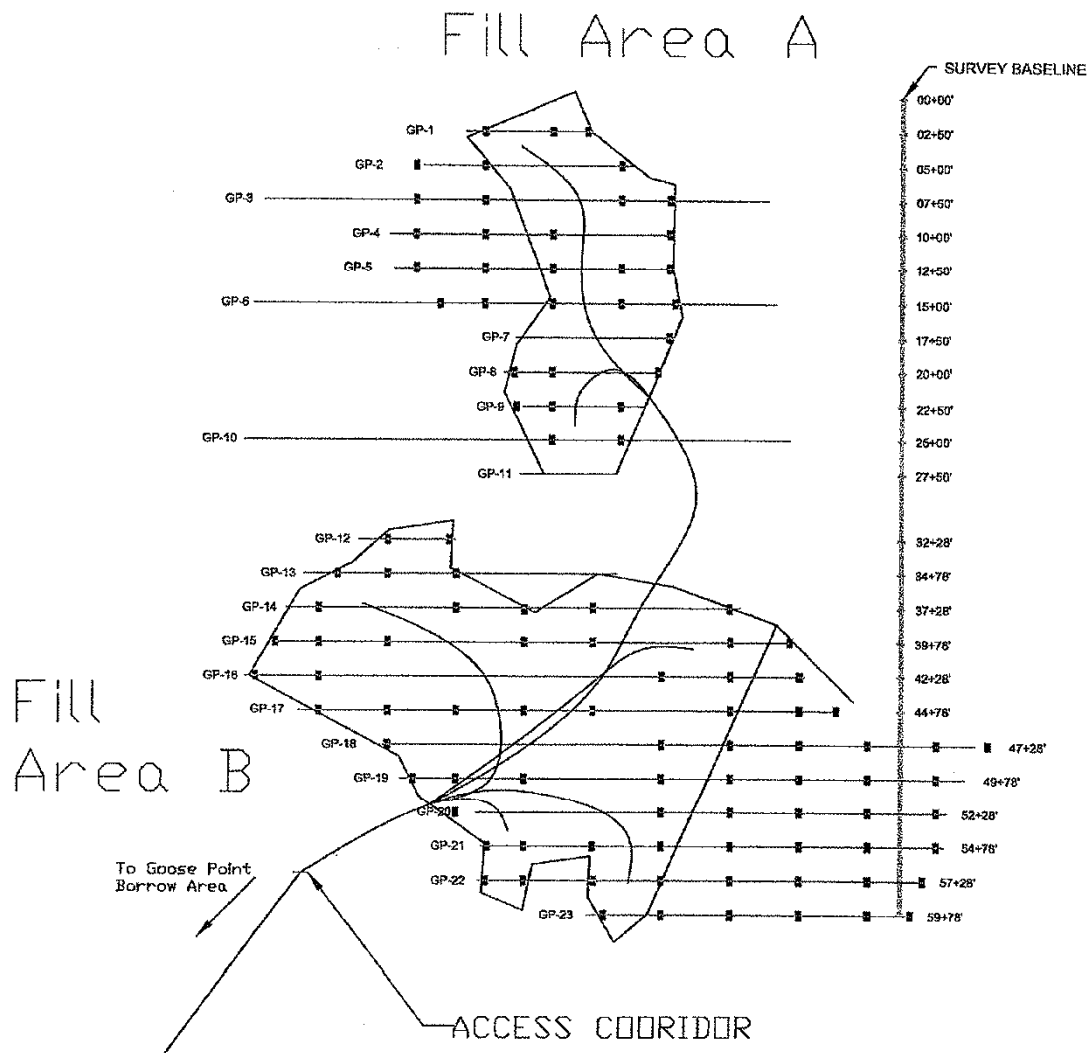 Fill Area A
SURVEY BASELINE
00+00'
GP-1
02+50'
GP-2
05+00'
GP-3
07+50'
GP-4
10+00'
GP-5
12+50'
GP-6
15+00'
GP-7
17+50'
GP-8
20+00'
GP-9
22+50'
GP-10
25+00'
GP-11
27+50'
GP-12
32+28'
GP-13
34+78'
GP-14
37+28'
GP-15
39+78'
GP-16
42+28'
GP-17
44+78'
Fill
Area B
GP-18
47+28'
GP-19
49+78'
GP-20
52+28'
GP-21
54+78'
GP-22
57+28'
GP-23
59+78'
To Goose Point
Borrow Area
ACCESS COORIDOR